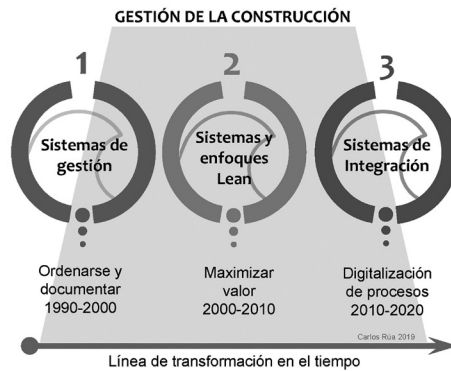 GESTIÓN DE LA CONSTRUCCIÓN
1
Sistemas de
gestión
Ordenarse y
documentar
1990-2000
2
Sistemas y
enfoques
Lean
Maximizar
valor
2000-2010
3
Sistemas de
Integración
Digitalización
de procesos
2010-2020
Carlos Rúa 2019
Línea de transformación en el tiempo